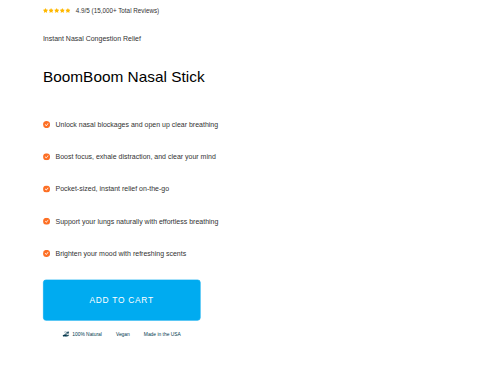 4.9/5 (15,000+ Total Reviews)
Instant Nasal Congestion Relief
BoomBoom Nasal Stick
Unlock nasal blockages and open up clear breathing
Boost focus, exhale distraction, and clear your mind
Pocket-sized, instant relief on-the-go
Support your lungs naturally with effortless breathing
Brighten your mood with refreshing scents
ADD TO CART
100% Natural Vegan Made in the USA